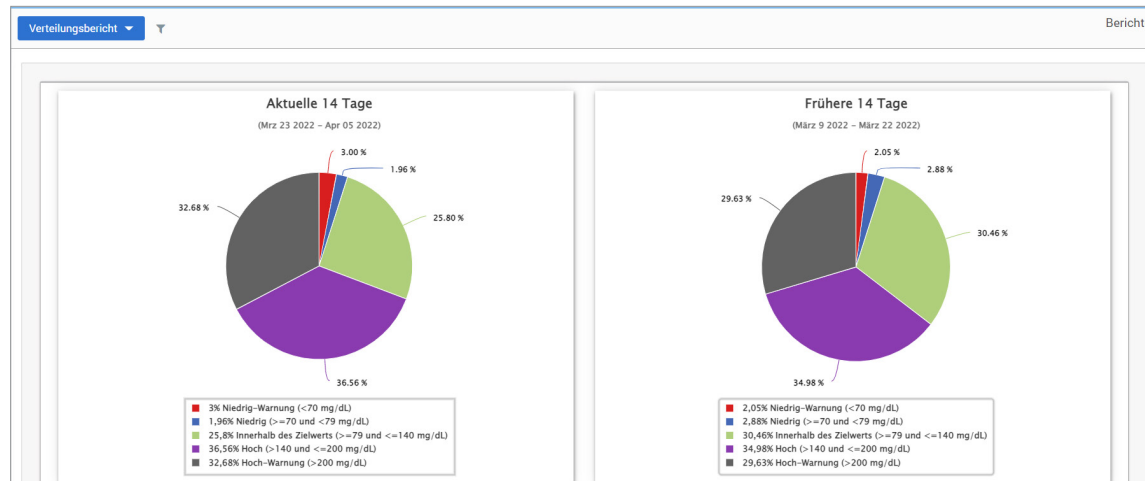 Verteilungsbericht
Bericht
Aktuelle 14 Tage
(Mrz 23 2022 – Apr 05 2022)
3.00 %
1.96 %
25.80 %
32.68 %
36.56 %
3% Niedrig-Warnung (<70 mg/dL)
1,96% Niedrig (>=70 und <79 mg/dL)
25,8% Innerhalb des Zielwerts (>=79 und <=140 mg/dL)
36,56% Hoch (>140 und <=200 mg/dL)
32,68% Hoch-Warnung (>200 mg/dL)
Frühere 14 Tage
(März 9 2022 – März 22 2022)
2.05 %
2.88 %
29.63 %
30.46 %
34.98 %
2,05% Niedrig-Warnung (<70 mg/dL)
2,88% Niedrig (>=70 und <79 mg/dL)
30,46% Innerhalb des Zielwerts (>=79 und <=140 mg/dL)
34,98% Hoch (>140 und <=200 mg/dL)
29,63% Hoch-Warnung (>200 mg/dL)